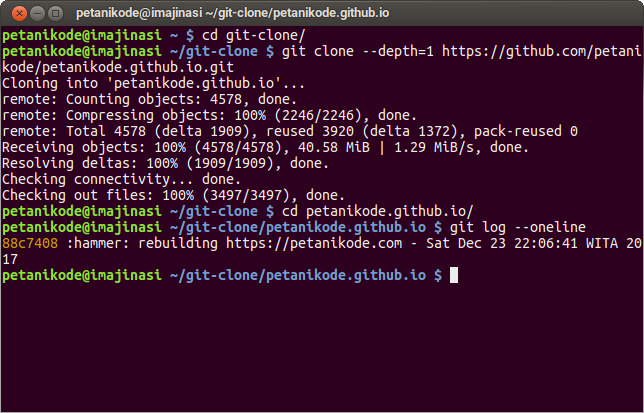 petanikode@imajinasi ~/git-clone/petanikode.github.io
petanikode@imajinasi ~ $ cd git-clone/
petanikode@imajinasi ~/git-clone $ git clone --depth=1 https://github.com/petani
kode/petanikode.github.io.git
Cloning into 'petanikode.github.io'...
remote: Counting objects: 4578, done.
remote: Compressing objects: 100% (2246/2246), done.
remote: Total 4578 (delta 1909), reused 3920 (delta 1372), pack-reused 0
Receiving objects: 100% (4578/4578), 40.58 MiB | 1.29 MiB/s, done.
Resolving deltas: 100% (1909/1909), done.
Checking connectivity... done.
Checking out files: 100% (3497/3497), done.
petanikode@imajinasi ~/git-clone $ cd petanikode.github.io/
petanikode@imajinasi ~/git-clone/petanikode.github.io $ git log --oneline
88c7408 :hammer: rebuilding https://petanikode.com - Sat Dec 23 22:06:41 WITA 20
17
petanikode@imajinasi ~/git-clone/petanikode.github.io $